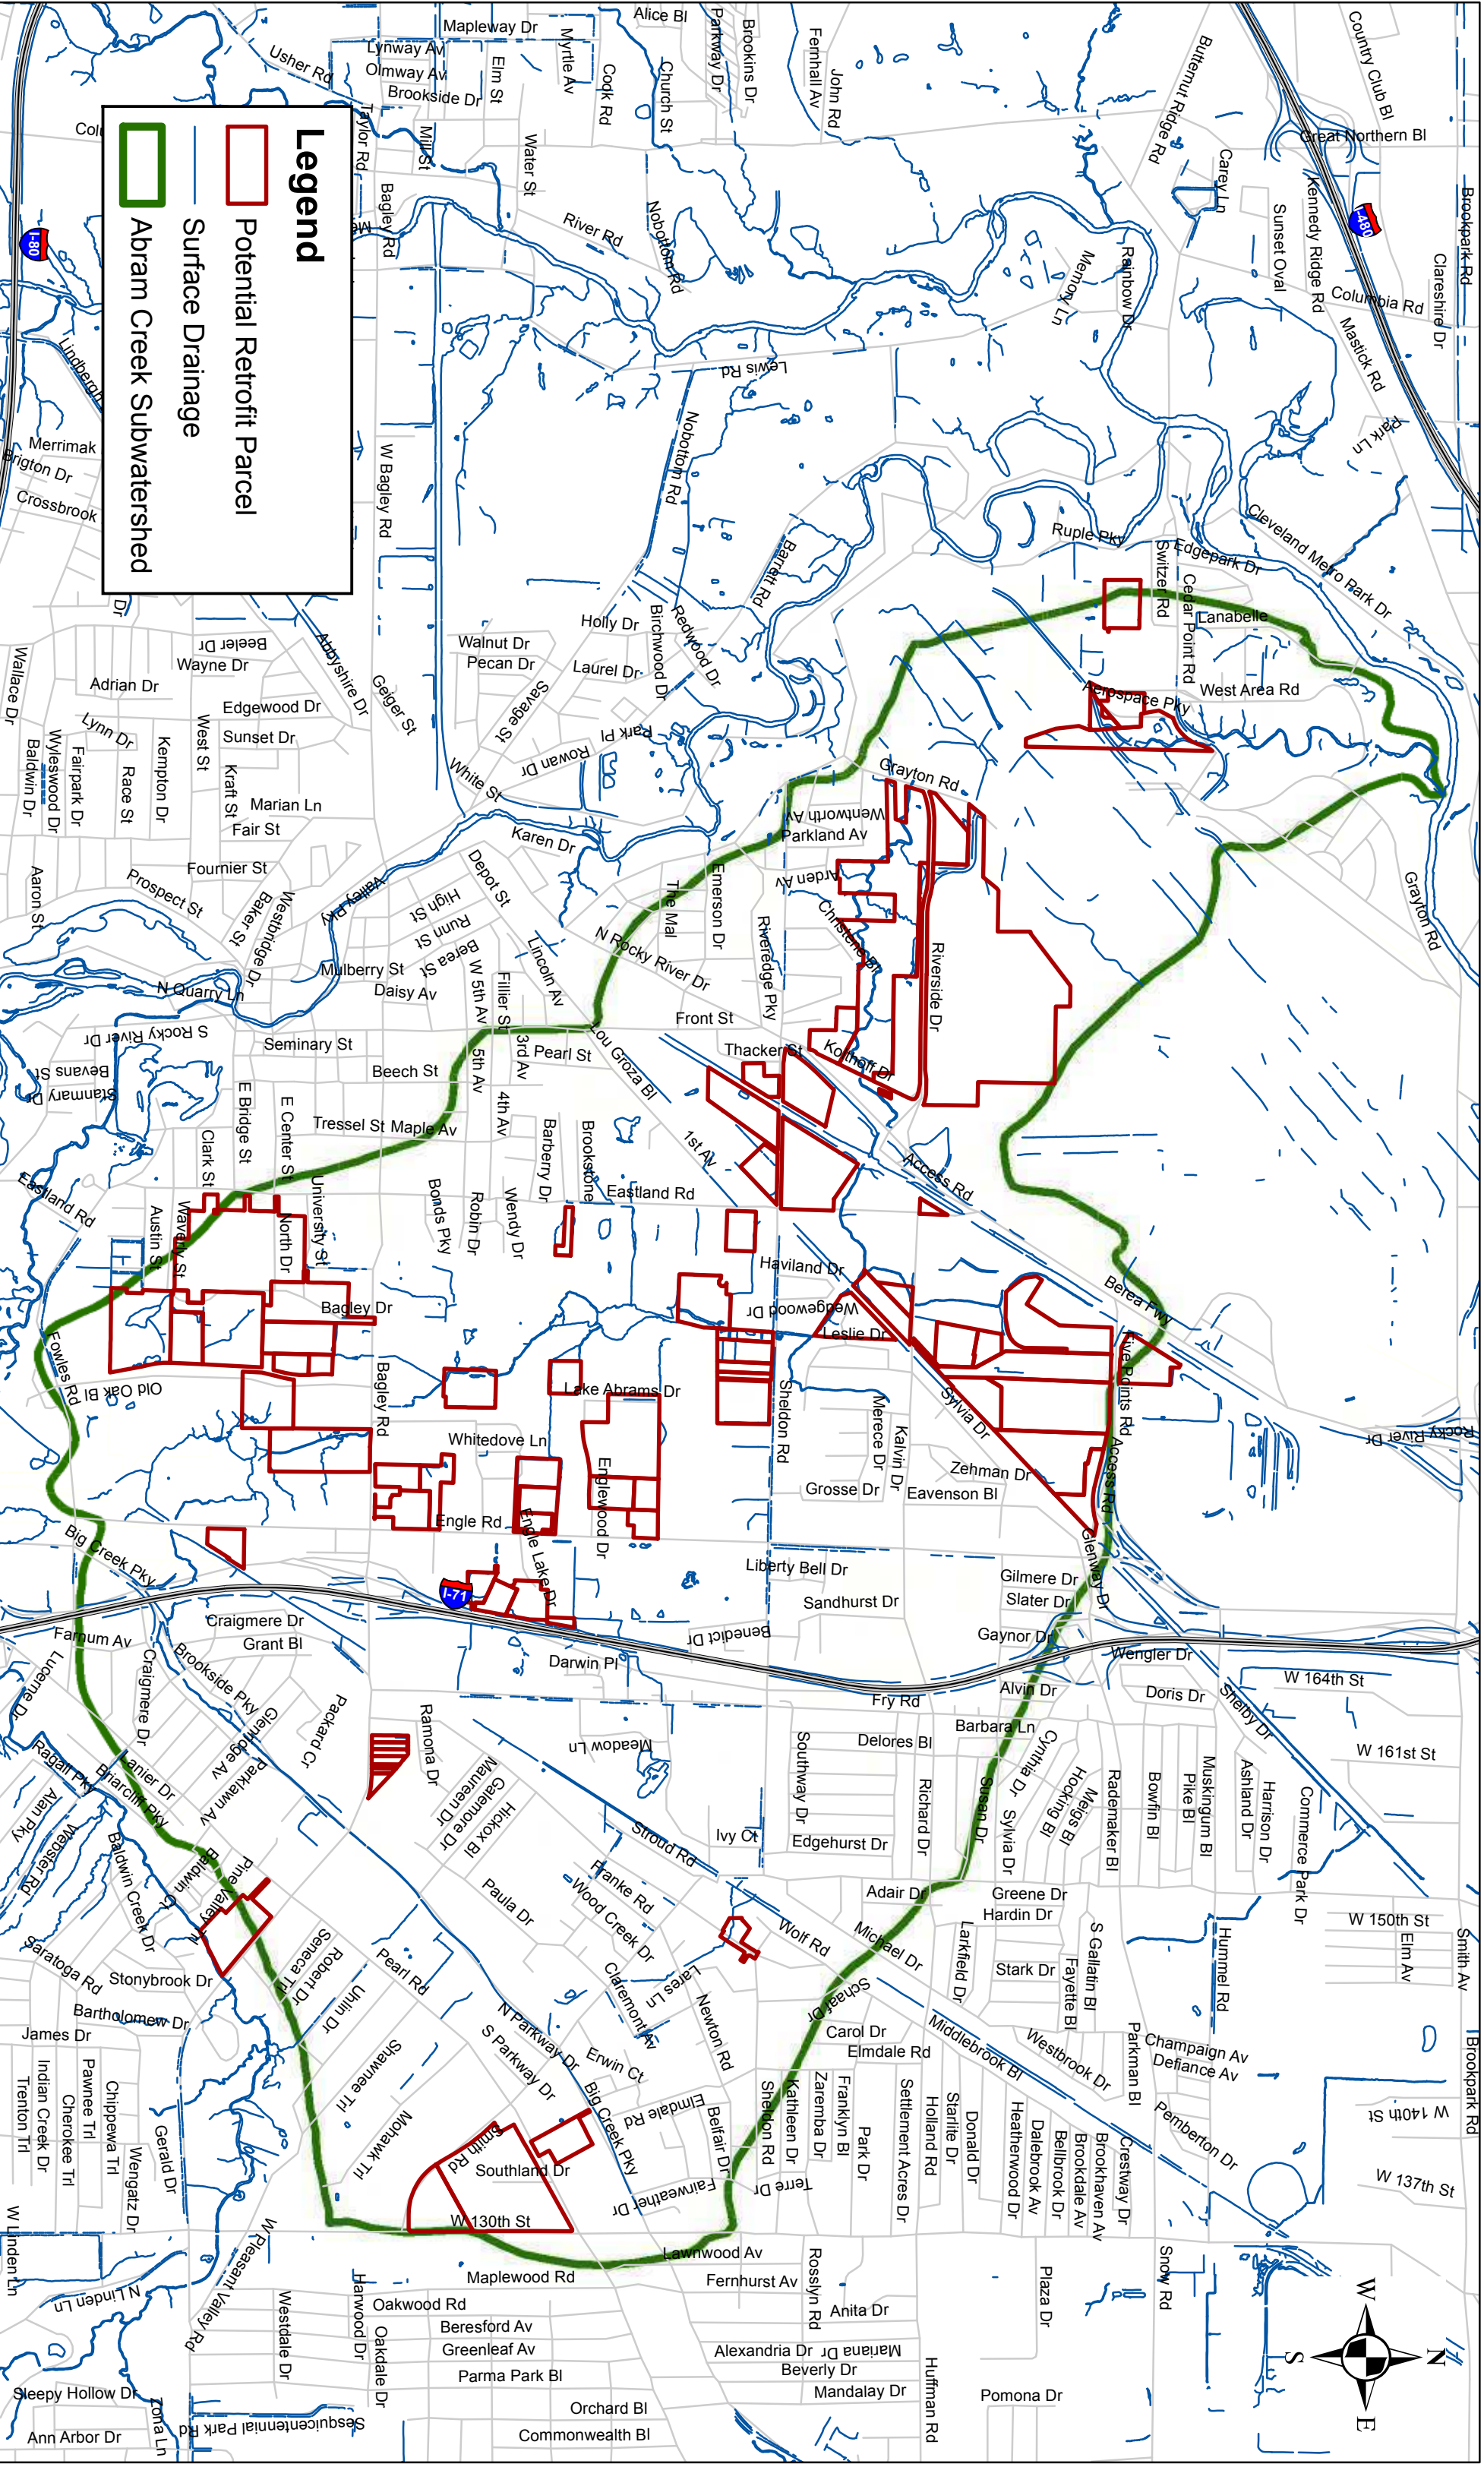 Legend
Potential Retrofit Parcel
Surface Drainage
Abram Creek Subwatershed
N
W
E
S
I-480
I-80
I-71
Mapleway Dr
Lynway Av
Olmway Av
Brookside Dr
Usher Rd
Elm St
Myrtle Av
Cook Rd
Alice Bl
Church St
Parkway Dr
Brookins Dr
Fernhall Av
John Rd
Butternut Ridge Rd
Country Club Bl
Great Northern Bl
Brookpark Rd
Carey Ln
Kennedy Ridge Rd
Sunset Oval
Columbia Rd
Clareshire Dr
Mastick Rd
Park Ln
Taylor Rd
Mill St
Water St
Bagley Rd
River Rd
Nobottom Rd
Memory Ln
Rainbow Dr
Lewis Rd
Nobottom Rd
W Bagley Rd
Lindbergh
Merrimak
Brigton Dr
Crossbrook
Barrett Rd
Ruple Pky
Switzer Rd
Edgepark Dr
Cedar Point Rd
Cleveland Metro Park Dr
Lanabelle
West Area Rd
Aerospace Pky
Grayton Rd
Grayton Rd
Holly Dr
Birchwood Dr
Redwood Dr
Walnut Dr
Pecan Dr
Laurel Dr
Savage St
Park Pl
Rowan Dr
White St
Karen Dr
Beeler Dr
Wayne Dr
Abbyshire Dr
Geiger St
Adrian Dr
Edgewood Dr
Sunset Dr
Wallace Dr
Lynn Dr
West St
Kraft St
Kempton Dr
Race St
Fairpark Dr
Wyleswood Dr
Baldwin Dr
Marian Ln
Fair St
Fournier St
Prospect St
Aaron St
Baker St
Westbridge Dr
Valley Pky
Depot St
High St
Runn St
Berea St
Mulberry St
Daisy Av
W 5th Av
Fillier St
Lincoln Av
The Mal
Emerson Dr
N Rocky River Dr
Riveredge Pky
Wentworth Av
Parkland Av
Arden Av
Christene Bl
Riverside Dr
Front St
Thacker St
Kolthoff Dr
Lou Groza Bl
N Quarry Ln
S Rocky River Dr
Bevans St
Stanmary Dr
Seminary St
Beech St
5th Av
3rd Av
Pearl St
4th Av
E Bridge St
E Center St
Clark St
Tressel St
Maple Av
Barberry Dr
Brookstone
1st Av
Eastland Rd
Access Rd
Eastland Rd
Austin St
Waverly St
North Dr
University St
Bonds Pky
Robin Dr
Wendy Dr
Haviland Dr
Wedgewood Dr
Leslie Dr
Berea Fwy
Five Points Rd
Rocky River Dr
Bagley Dr
Fowles Rd
Old Oak Bl
Bagley Rd
Lake Abrams Dr
Whitedove Ln
Sheldon Rd
Merece Dr
Kalvin Dr
Sylvia Dr
Zehman Dr
Grosse Dr
Eavenson Bl
Access Rd
Glenway Dr
Engle Rd
Engle Lake Dr
Englewood Dr
Liberty Bell Dr
Gilmere Dr
Slater Dr
Sandhurst Dr
Gaynor Dr
Benedict Dr
Wengler Dr
Big Creek Pky
Craigmere Dr
Grant Bl
Farnum Av
Lucerne Dr
Craigmere Dr
Brookside Pky
Glenridge Av
Packard Cr
Parklawn Av
Darwin Pl
Fry Rd
Alvin Dr
Doris Dr
Shelby Dr
W 164th St
W 161st St
Ramona Dr
Meadow Ln
Southway Dr
Delores Bl
Barbara Ln
Cynthia Dr
Susan Dr
Hocking Bl
Meigs Bl
Sylvia Dr
Rademaker Bl
Bowfin Bl
Pike Bl
Muskingum Bl
Ashland Dr
Harrison Dr
Commerce Park Dr
Ragall Pky
Briarcliff Pky
Lanier Dr
Alan Pky
Webster Rd
Maureen Dr
Galemore Dr
Hickox Bl
Stroud Rd
Ivy Ct
Edgehurst Dr
Richard Dr
Baldwin Creek Dr
Baldwin Ct
Pine Valley Tl
Paula Dr
Franke Rd
Wood Creek Dr
Wolf Rd
Adair Dr
Michael Dr
Greene Dr
Hardin Dr
Larkfield Dr
Stark Dr
S Gallatin Bl
Fayette Bl
Hummel Rd
W 150th St
Elm Av
Smith Av
Saratoga Rd
Stonybrook Dr
Bartholomew Dr
James Dr
Seneca Trl
Robert Dr
Uhlin Dr
Pearl Rd
Claremont Av
Lares Ln
Newton Rd
Schaaf Dr
Carol Dr
Elmdale Rd
Middlebrook Bl
Westbrook Dr
Parkman Bl
Champaign Av
Defiance Av
Brookpark Rd
N Parkway Dr
S Parkway Dr
Erwin Ct
Big Creek Pky
Elmdale Rd
Belfair Dr
Sheldon Rd
Kathleen Dr
Zaremba Dr
Franklyn Bl
Park Dr
Settlement Acres Dr
Holland Rd
Starlite Dr
Donald Dr
Heatherwood Dr
Dalebrook Av
Bellbrook Dr
Brookdale Av
Brookhaven Av
Crestway Dr
Pemberton Dr
W 140th St
W 137th St
Shawnee Trl
Mohawk Trl
Trenton Trl
Indian Creek Dr
Cherokee Trl
Pawnee Trl
Chippewa Trl
Wengatz Dr
Gerald Dr
Smith Rd
Southland Dr
Fairweather Dr
Terre Dr
W 130th St
W Linden Ln
N Linden Ln
W Pleasant Valley Rd
Lawnwood Av
Maplewood Rd
Fernhurst Av
Rosslyn Rd
Anita Dr
Plaza Dr
Snow Rd
Westdale Dr
Harwood Dr
Oakwood Rd
Oakdale Dr
Beresford Av
Greenleaf Av
Parma Park Bl
Alexandria Dr
Mariana Dr
Beverly Dr
Mandalay Dr
Huffman Rd
Pomona Dr
Sleepy Hollow Dr
Ann Arbor Dr
Zona Ln
Sesquicentennial Park Rd
Orchard Bl
Commonwealth Bl